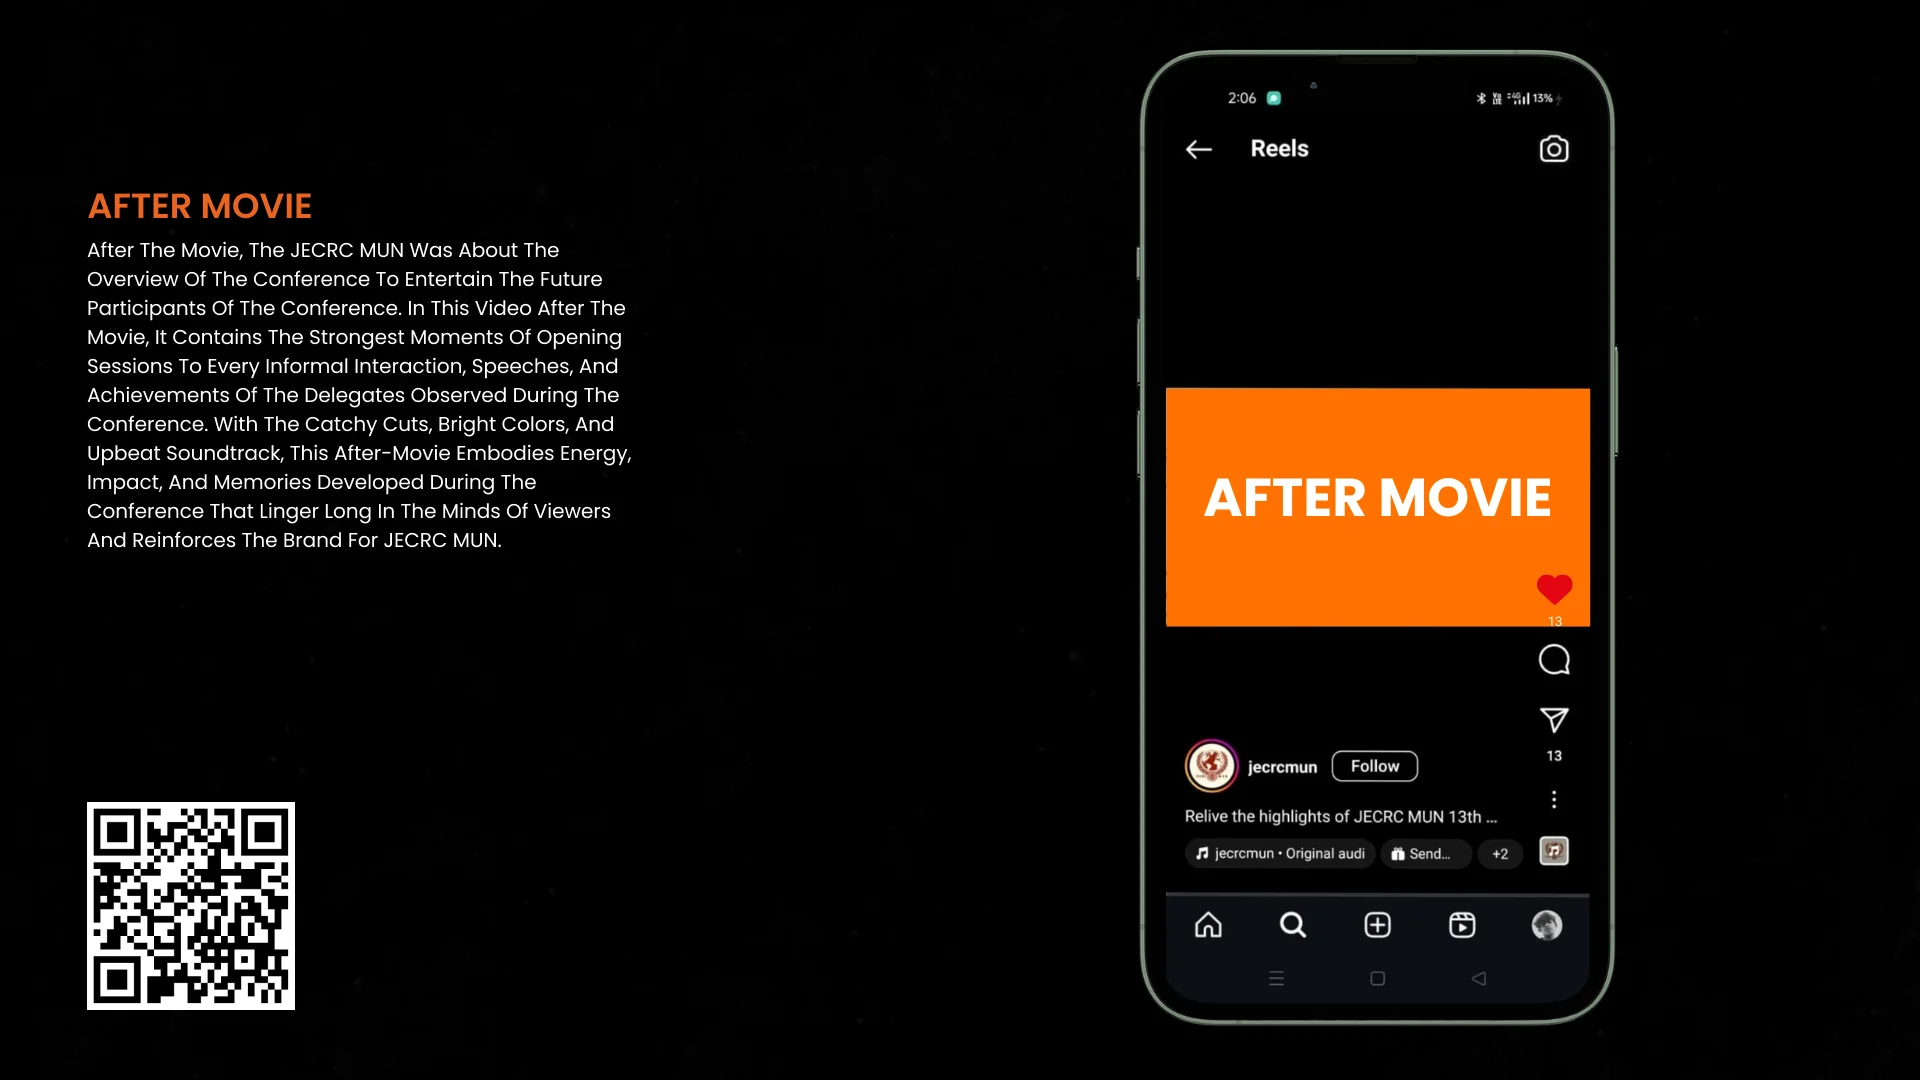 AFTER MOVIE
After The Movie, The JECRC MUN Was About The
Overview Of The Conference To Entertain The Future
Participants Of The Conference. In This Video After The
Movie, It Contains The Strongest Moments Of Opening
Sessions To Every Informal Interaction, Speeches, And
Achievements Of The Delegates Observed During The
Conference. With The Catchy Cuts, Bright Colors, And
Upbeat Soundtrack, This After-Movie Embodies Energy,
Impact, And Memories Developed During The
Conference That Linger Long In The Minds Of Viewers
And Reinforces The Brand For JECRC MUN.
2:06
4G 13%
Reels
AFTER MOVIE
13
13
jecrcmun Follow
Relive the highlights of JECRC MUN 13th ...
jecrcmun • Original audi Send... +2